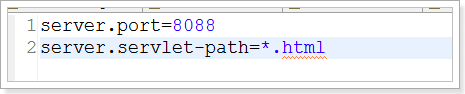 1 server.port=8088
2 server.servlet-path=*.html